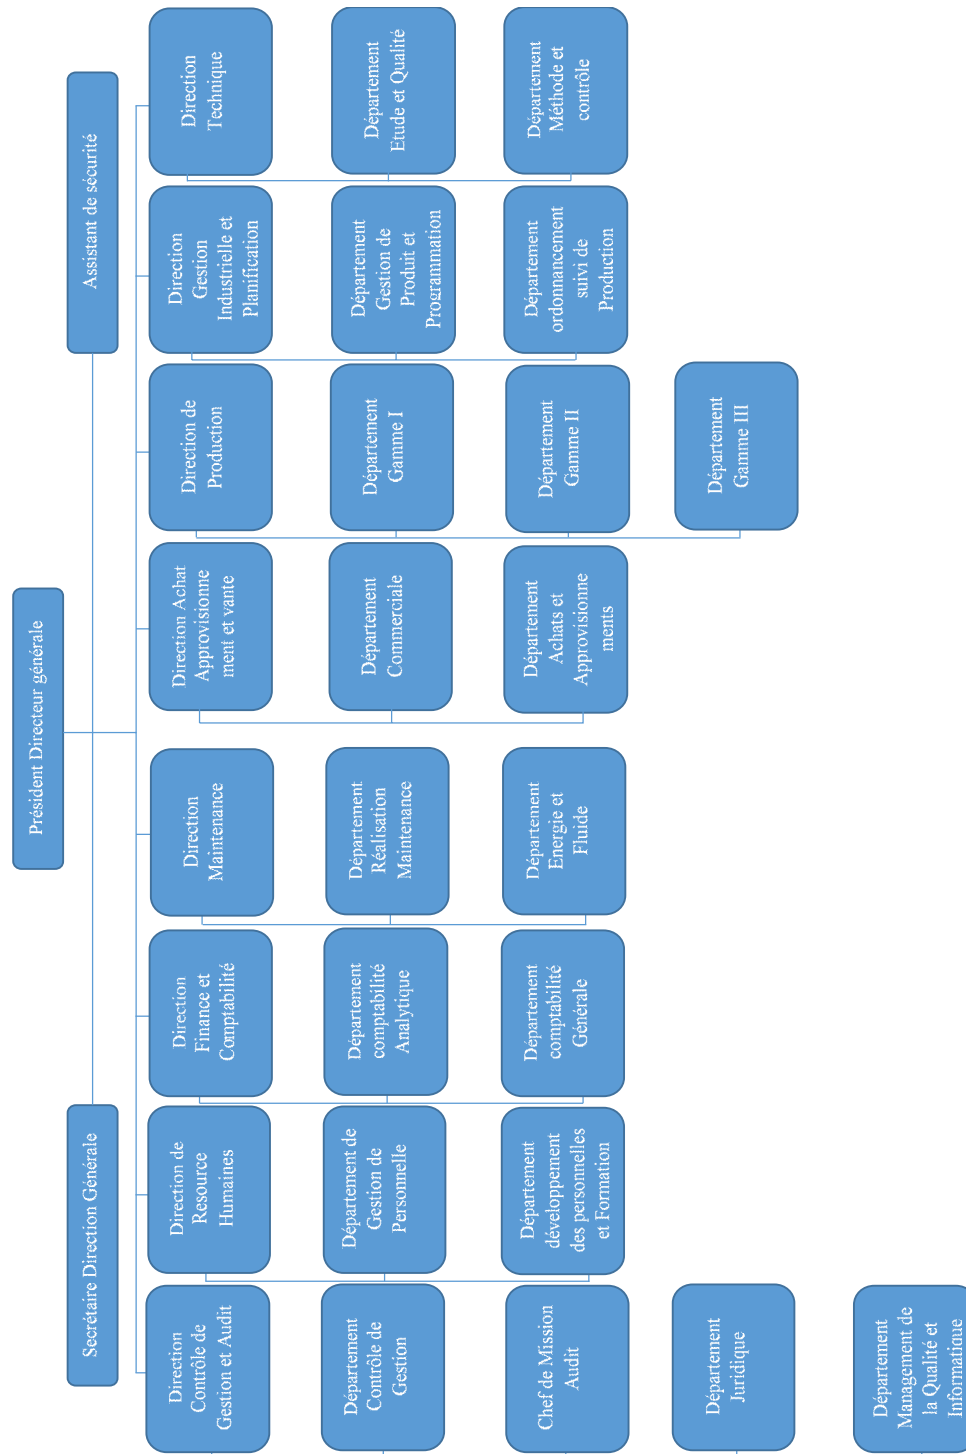 Président Directeur générale
Secrétaire Direction Générale
Assistant de sécurité
Direction
Contrôle de
Gestion et Audit
Direction de
Resource
Humaines
Direction
Finance et
Comptabilité
Direction
Maintenance
Direction Achat
Approvisionne
ment et vante
Direction de
Production
Direction
Gestion
Industrielle et
Planification
Direction
Technique
Département
Contrôle de
Gestion
Département de
Gestion de
Personnelle
Département
comptabilité
Analytique
Département
Réalisation
Maintenance
Département
Commerciale
Département
Gamme I
Département
Gestion de
Produit et
Programmation
Département
Etude et Qualité
Chef de Mission
Audit
Département
développement
des personnelles
et Formation
Département
comptabilité
Générale
Département
Energie et
Fluide
Département
Achats et
Approvisionne
ments
Département
Gamme II
Département
ordonnancement
suivi de
Production
Département
Méthode et
contrôle
Département
Juridique
Département
Gamme III
Département
Management de
la Qualité et
Informatique